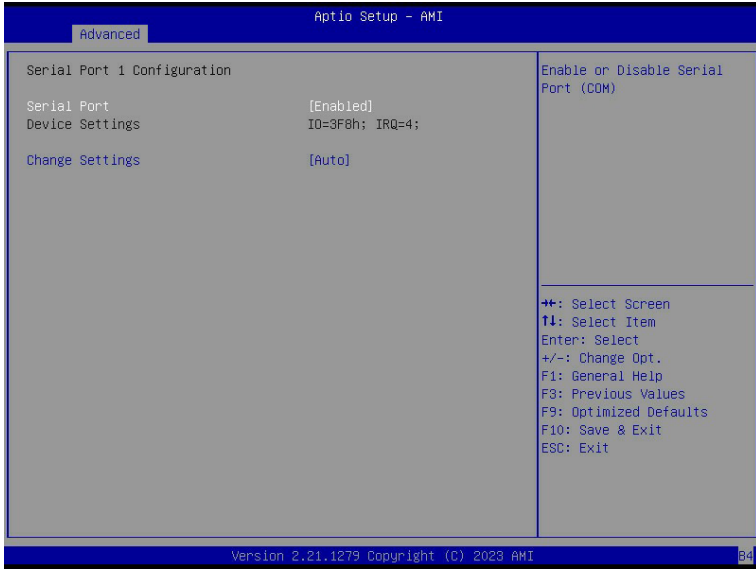 Aptio Setup - AMI
Advanced
Serial Port 1 Configuration
Serial Port [Enabled]
Device Settings IO=3F8h; IRQ=4;
Change Settings [Auto]
Enable or Disable Serial
Port (COM)
→←: Select Screen
↑↓: Select Item
Enter: Select
+/-: Change Opt.
F1: General Help
F3: Previous Values
F9: Optimized Defaults
F10: Save & Exit
ESC: Exit
Version 2.21.1279 Copyright (C) 2023 AMI
B4